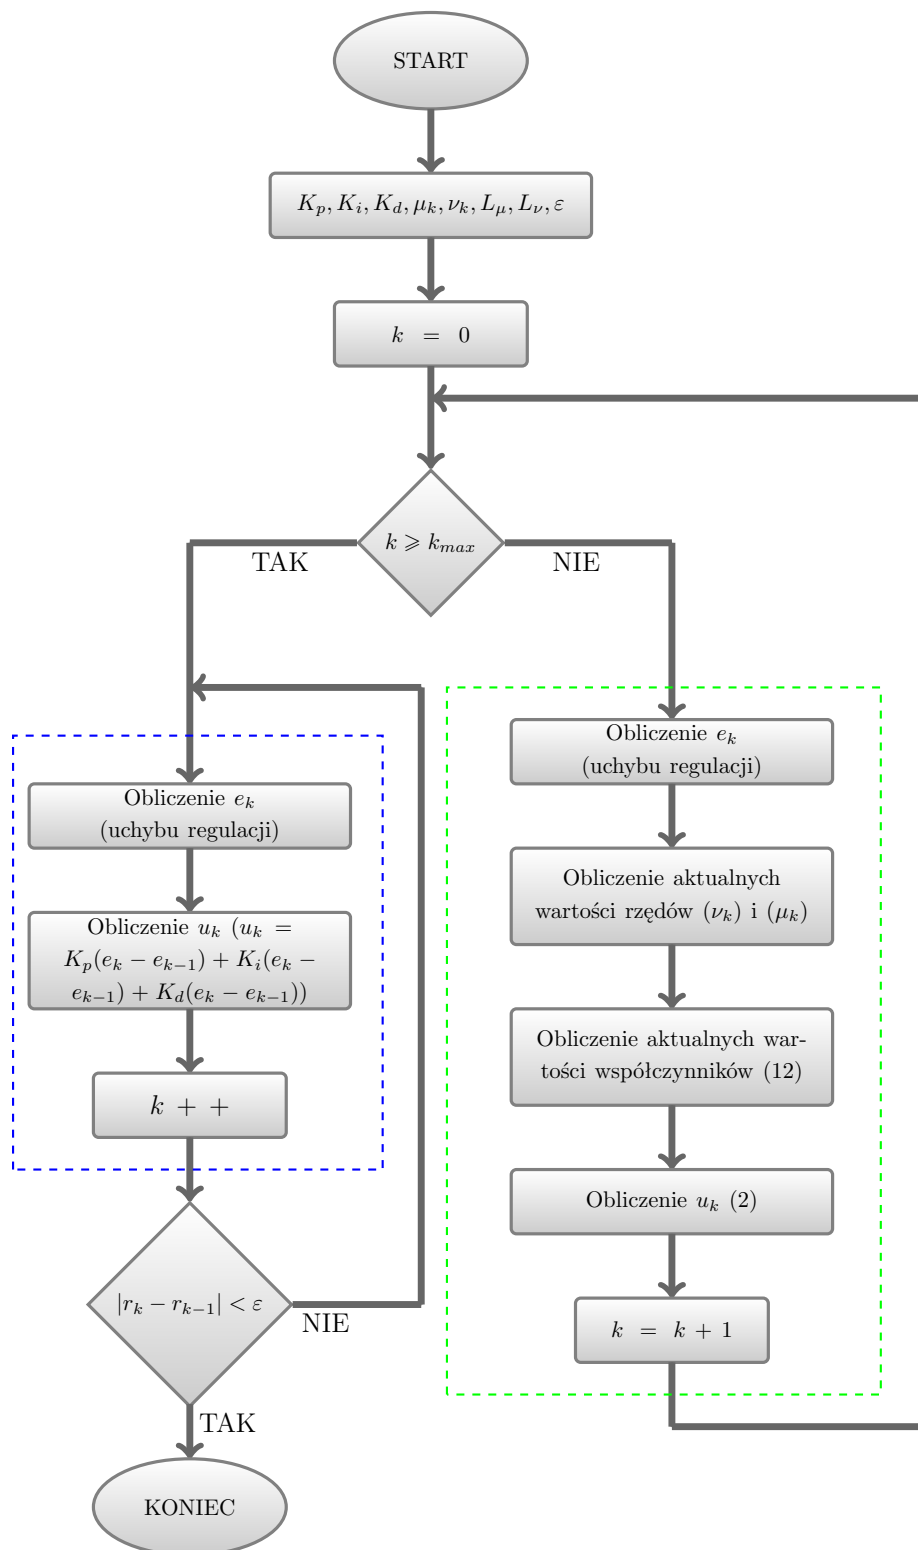 START
K_p, K_i, K_d, μ_k, ν_k, L_μ, L_ν, ε
k = 0
k ⩾ k_{max}
TAK
NIE
Obliczenie e_k
(uchybu regulacji)
Obliczenie u_k (u_k =
K_p(e_k − e_{k−1}) + K_i(e_k −
e_{k−1}) + K_d(e_k − e_{k−1}))
k + +
|r_k − r_{k−1}| < ε
NIE
TAK
KONIEC
Obliczenie e_k
(uchybu regulacji)
Obliczenie aktualnych
wartości rzędów (ν_k) i (μ_k)
Obliczenie aktualnych war-
tości współczynników (12)
Obliczenie u_k (2)
k = k + 1